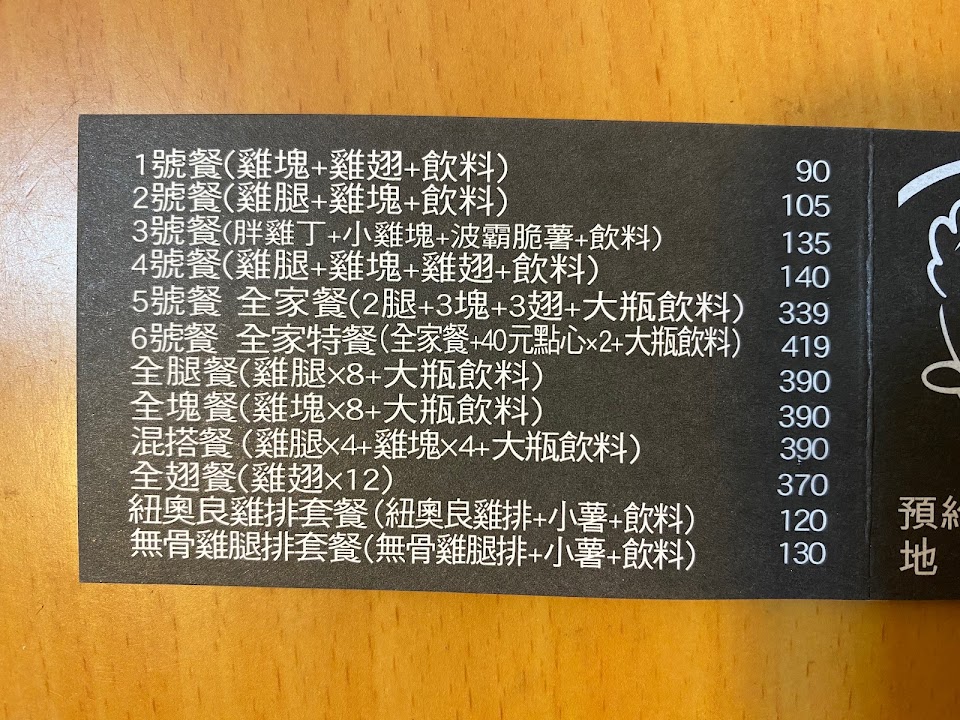 1號餐(雞塊+雞翅+飲料) 90
2號餐(雞腿+雞塊+飲料) 105
3號餐(胖雞丁+小雞塊+波霸脆薯+飲料) 135
4號餐(雞腿+雞塊+雞翅+飲料) 140
5號餐 全家餐(2腿+3塊+3翅+大瓶飲料) 339
6號餐 全家特餐(全家餐+40元點心×2+大瓶飲料) 419
全腿餐(雞腿×8+大瓶飲料) 390
全塊餐(雞塊×8+大瓶飲料) 390
混搭餐(雞腿×4+雞塊×4+大瓶飲料) 390
全翅餐(雞翅×12) 370
紐奧良雞排套餐(紐奧良雞排+小薯+飲料) 120
無骨雞腿排套餐(無骨雞腿排+小薯+飲料) 130
預
地